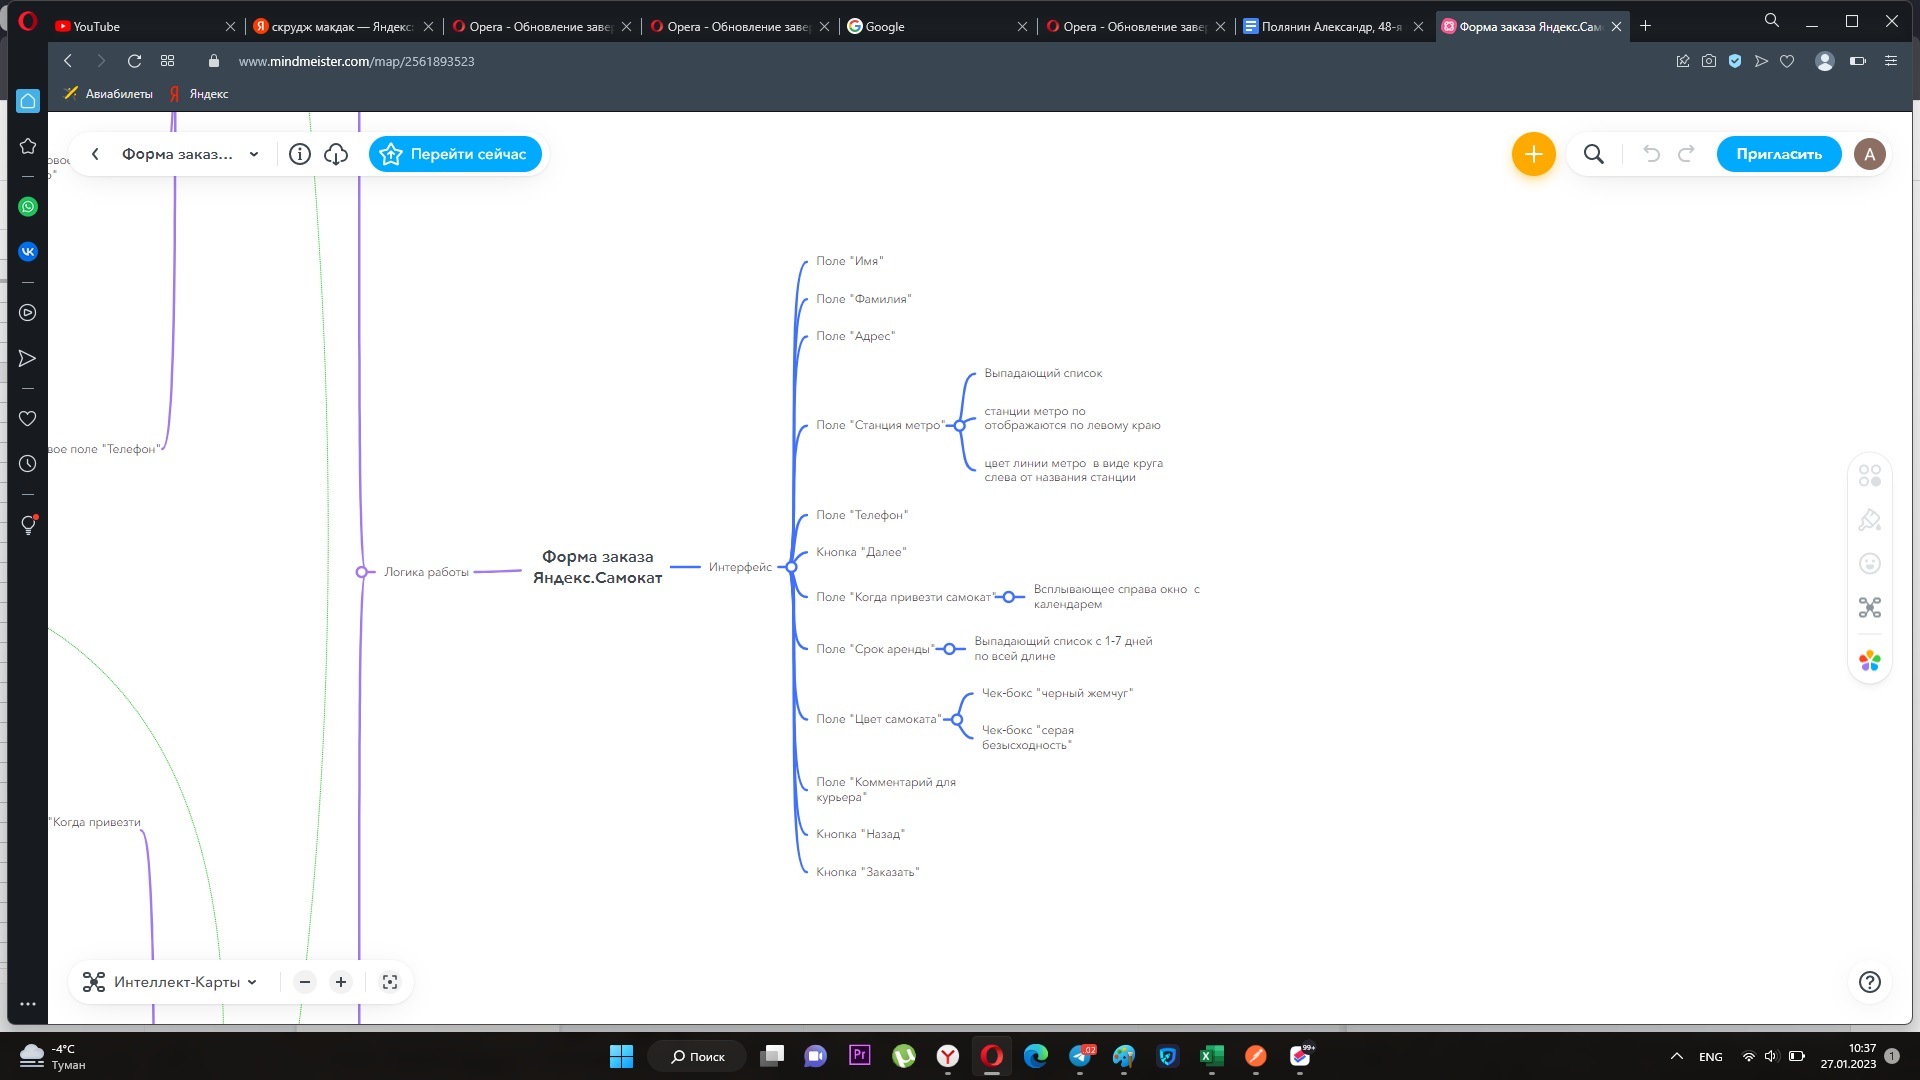 YouTube
скрудж макдак — Яндекс:
Opera - Обновление заве
Opera - Обновление заве
Google
Opera - Обновление заве
Полянин Александр, 48-я
Форма заказа Яндекс.Сам
www.mindmeister.com/map/2561893523
Авиабилеты
Яндекс
Форма заказ...
Перейти сейчас
Пригласить
A
овое
о"
вое поле "Телефон"
"Когда привезти
Логика работы
Форма заказа
Яндекс.Самокат
Интерфейс
Поле "Имя"
Поле "Фамилия"
Поле "Адрес"
Поле "Станция метро"
Выпадающий список
станции метро по
отображаются по левому краю
цвет линии метро в виде круга
слева от названия станции
Поле "Телефон"
Кнопка "Далее"
Поле "Когда привезти самокат"
Всплывающее справа окно с
календарем
Поле "Срок аренды"
Выпадающий список с 1-7 дней
по всей длине
Поле "Цвет самоката"
Чек-бокс "черный жемчуг"
Чек-бокс "серая
безысходность"
Поле "Комментарий для
курьера"
Кнопка "Назад"
Кнопка "Заказать"
Интеллект-Карты
-4°C
Туман
Поиск
Pr
02
99+
ENG
10:37
27.01.2023
1